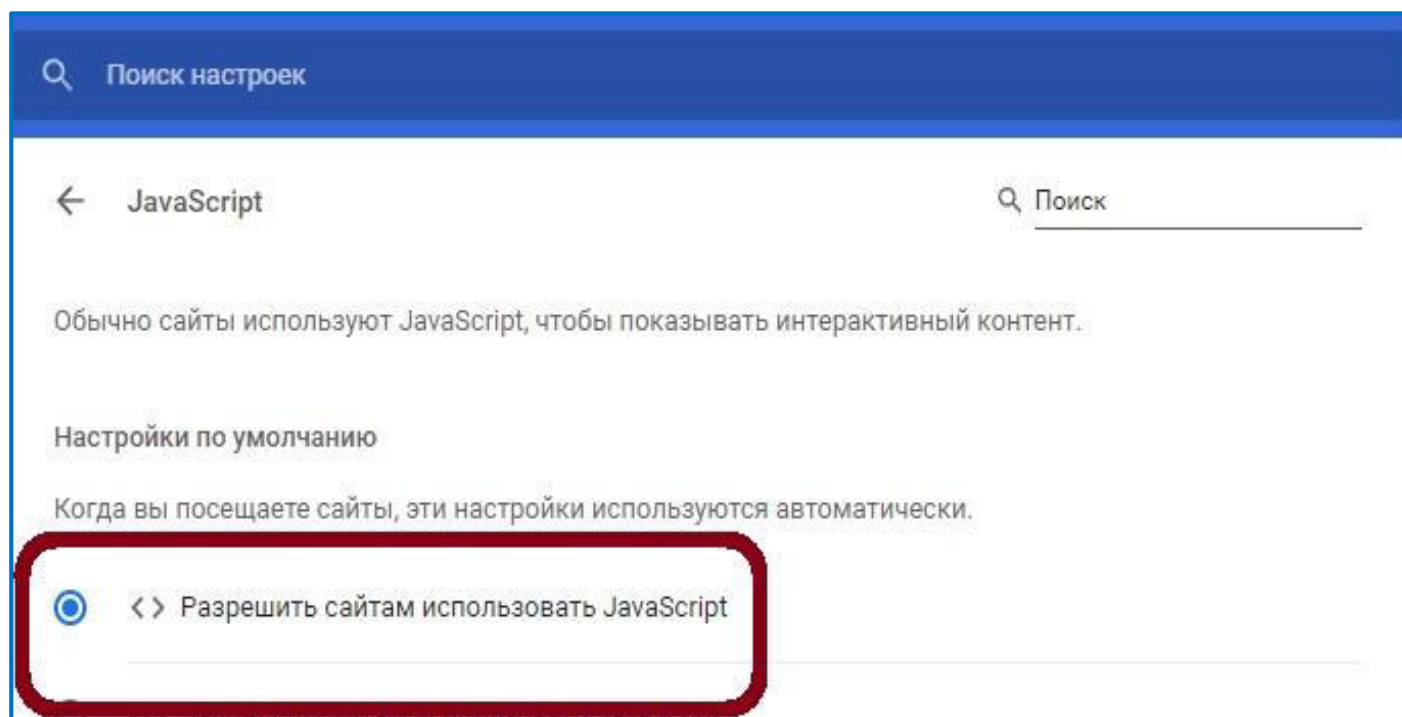 Поиск настроек
JavaScript
Поиск
Обычно сайты используют JavaScript, чтобы показывать интерактивный контент.
Настройки по умолчанию
Когда вы посещаете сайты, эти настройки используются автоматически.
<> Разрешить сайтам использовать JavaScript